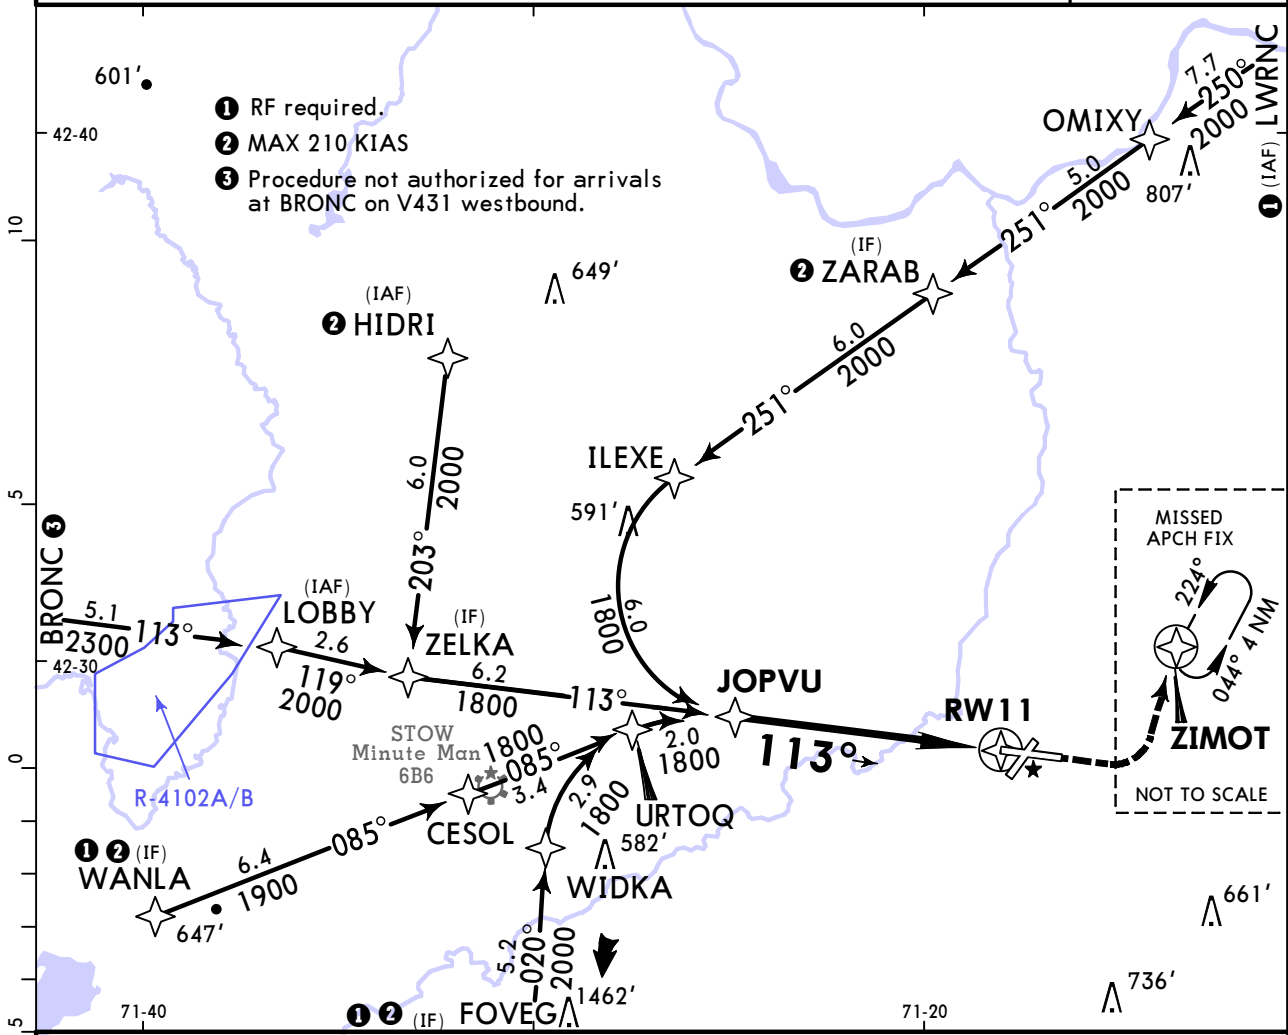 601'
❶ RF required.
❷ MAX 210 KIAS
❸ Procedure not authorized for arrivals
at BRONC on V431 westbound.
42-40
10
5
0
5
7.7
250°
2000
❶ (IAF) LWRNC
OMIXY
807'
5.0
251°
2000
(IF)
❷ ZARAB
649'
(IAF)
❷ HIDRI
6.0
2000
203°
6.0
2000
251°
ILEXE
591'
6.0
1800
BRONC ❸
5.1
2300
113°
42-30
(IAF)
LOBBY
2.6
119°
2000
(IF)
ZELKA
6.2
1800
113°
JOPVU
RW11
113°
MISSED
APCH FIX
224°
044° 4 NM
ZIMOT
NOT TO SCALE
STOW
Minute Man
6B6
R-4102A/B
1800
085°
3.4
CESOL
2.0
1800
URTOQ
2.9
1800
582'
WIDKA
❶ ❷ (IF)
WANLA
6.4
1900
085°
647'
5.2
020°
2000
❶ ❷ (IF) FOVEG
1462'
661'
736'
71-40
71-20